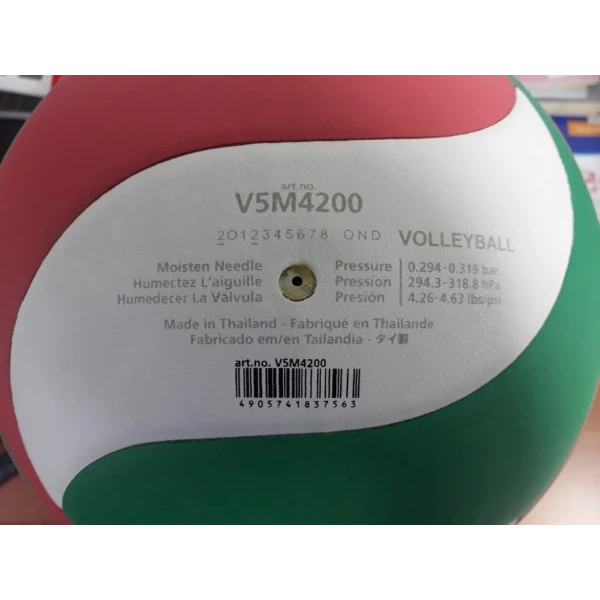 art.no.
V5M4200
2012345678 OND VOLLEYBALL
Moisten Needle Pressure 0.294-0.319 bar
Humectez L'aiguille Pression 294.3-318.8 hPa
Humedecer La Válvula Presión 4.26-4.63 lbs/psi
Made in Thailand - Fabriqué en Thailande
Fabricado em/en Tailandia - タイ製
art.no. V5M4200
4905741837563